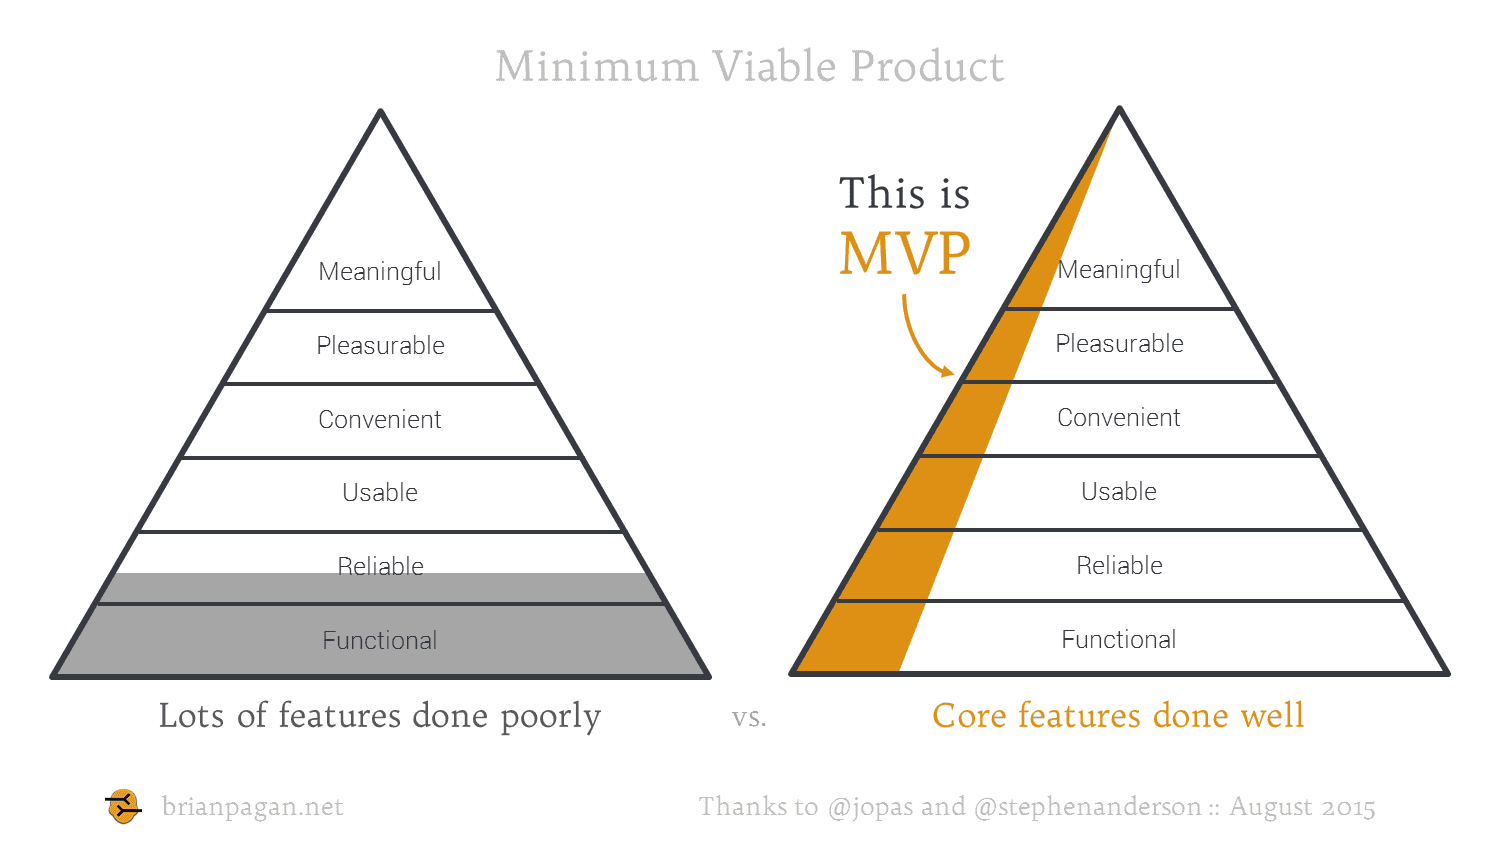 Minimum Viable Product
Meaningful
Pleasurable
Convenient
Usable
Reliable
Functional
Lots of features done poorly
vs.
This is
MVP
Meaningful
Pleasurable
Convenient
Usable
Reliable
Functional
Core features done well
brianpagan.net
Thanks to @jopas and @stephenanderson :: August 2015